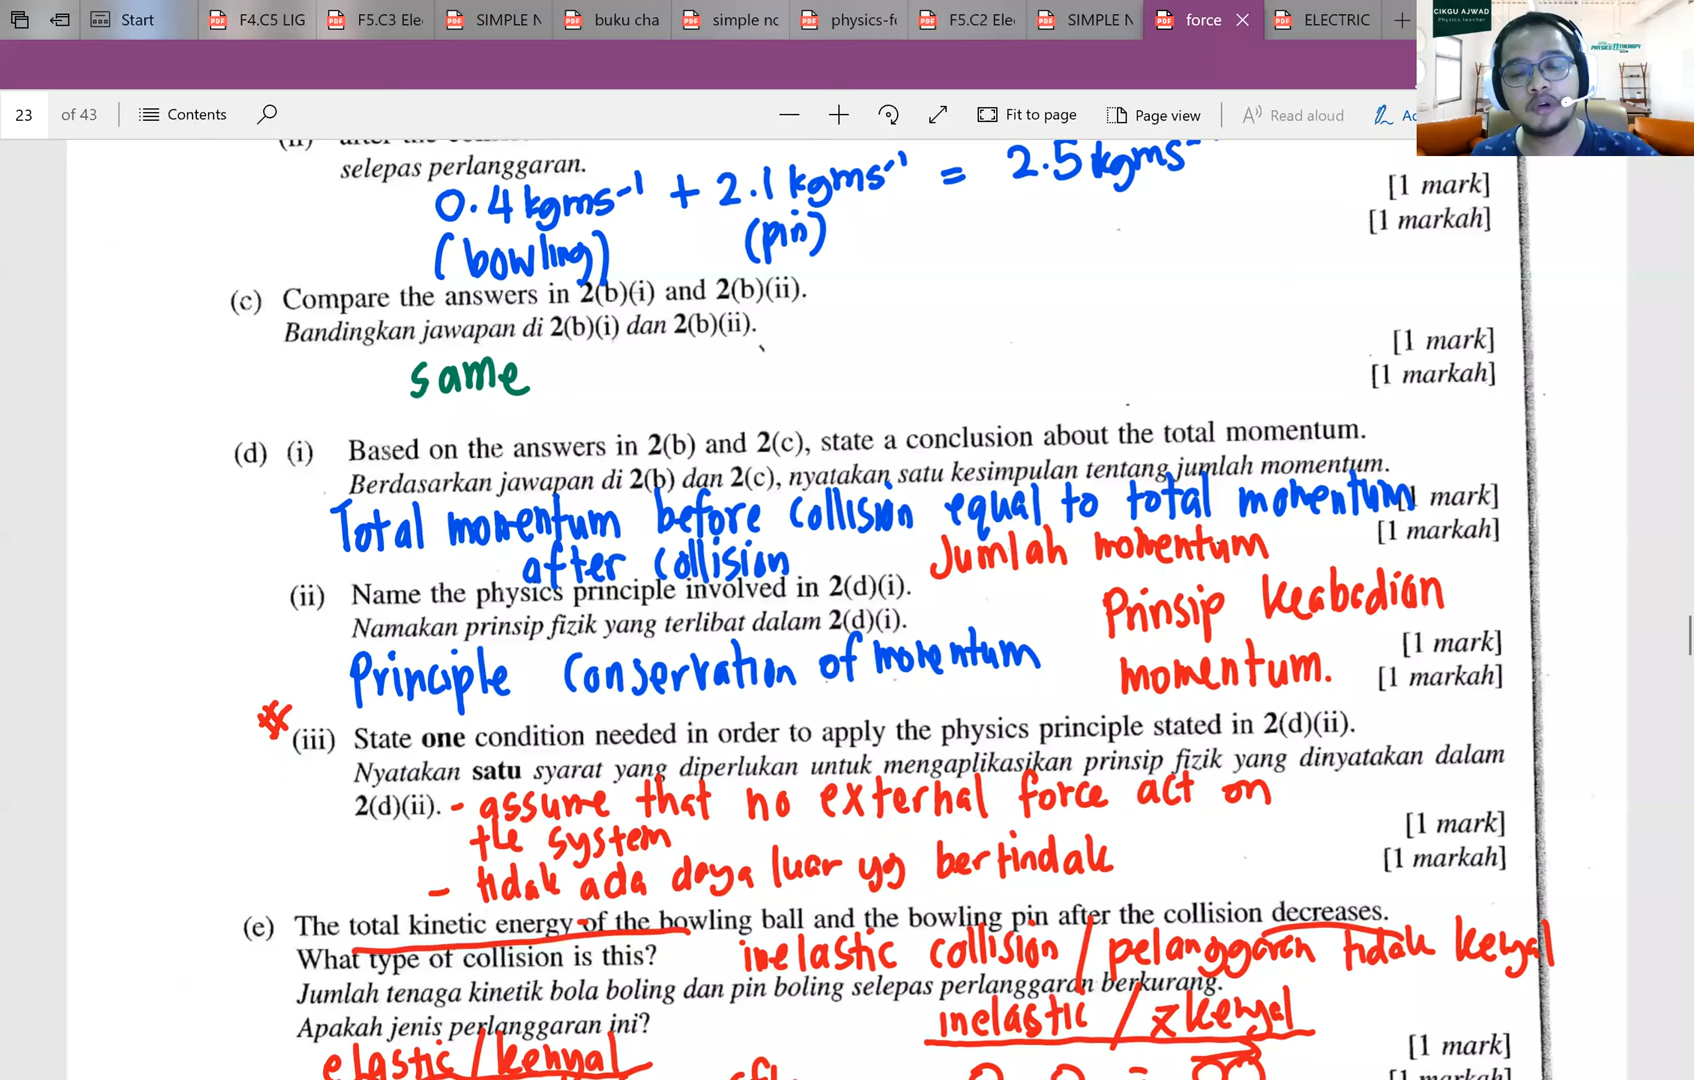 Start
F4.C5 LIG
F5.C3 Ele
SIMPLE N
buku cha
simple nc
physics-fo
F5.C2 Ele
SIMPLE N
force
ELECTRIC
CIKGU AJWAD
Physics teacher
23 of 43
Contents
Fit to page
Page view
Read aloud
selepas perlanggaran.
0.4 kgms⁻¹ + 2.1 kgms⁻¹ = 2.5 kgms⁻
(bowling) (pin)
[1 mark]
[1 markah]
(c) Compare the answers in 2(b)(i) and 2(b)(ii).
Bandingkan jawapan di 2(b)(i) dan 2(b)(ii).
[1 mark]
[1 markah]
same
(d) (i) Based on the answers in 2(b) and 2(c), state a conclusion about the total momentum.
Berdasarkan jawapan di 2(b) dan 2(c), nyatakan satu kesimpulan tentang jumlah momentum.
Total momentum before collision equal to total momentum
mark]
[1 markah]
after collision
Jumlah momentum
(ii) Name the physics principle involved in 2(d)(i).
Namakan prinsip fizik yang terlibat dalam 2(d)(i).
Prinsip keabadian
momentum.
Principle Conservation of momentum
[1 mark]
[1 markah]
(iii) State one condition needed in order to apply the physics principle stated in 2(d)(ii).
Nyatakan satu syarat yang diperlukan untuk mengaplikasikan prinsip fizik yang dinyatakan dalam
2(d)(ii).
- assume that no external force act on
the system
- tidak ada daya luar yg bertindak
[1 mark]
[1 markah]
(e) The total kinetic energy of the bowling ball and the bowling pin after the collision decreases.
What type of collision is this?
inelastic collision / pelanggaran tidak kenyal
Jumlah tenaga kinetik bola boling dan pin boling selepas perlanggaran berkurang.
Apakah jenis perlanggaran ini?
inelastic / x kenyal
elastic / kenyal
[1 mark]